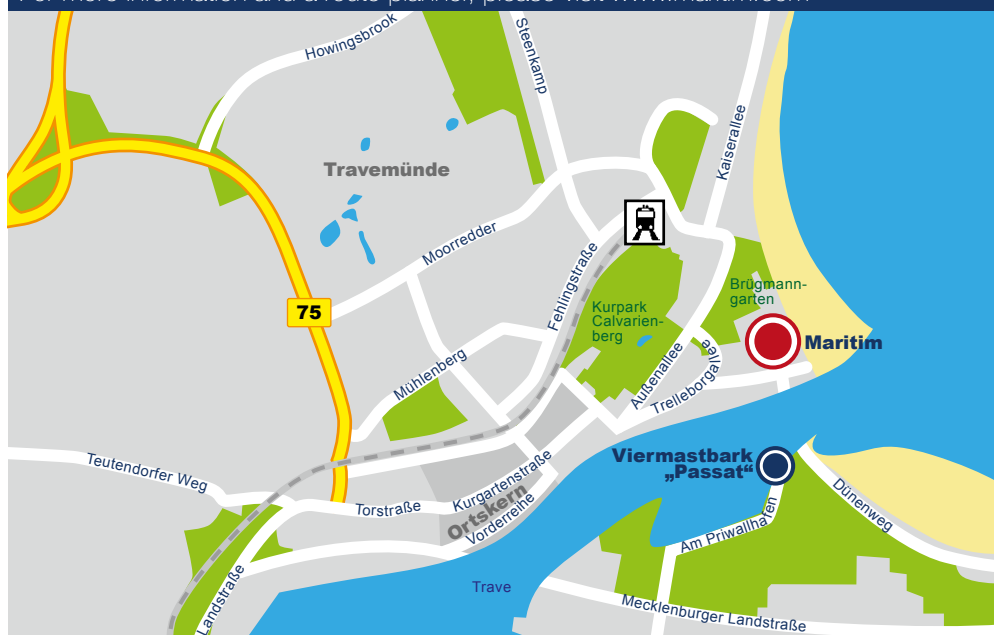 Howingsbrook
Steenkamp
Kaiserallee
Travemünde
Moorredder
Fehlingstraße
Brügmann-
garten
75
Kurpark
Calvarien-
berg
Maritim
Mühlenberg
Außenallee
Trelleborgallee
allee
Viermastbark
„Passat“
Teutendorfer Weg
Kurgartenstraße
Torstraße
Ortskern
Vorderreihe
Dünenweg
Am Priwallhafen
Trave
Landstraße
Mecklenburger Landstraße